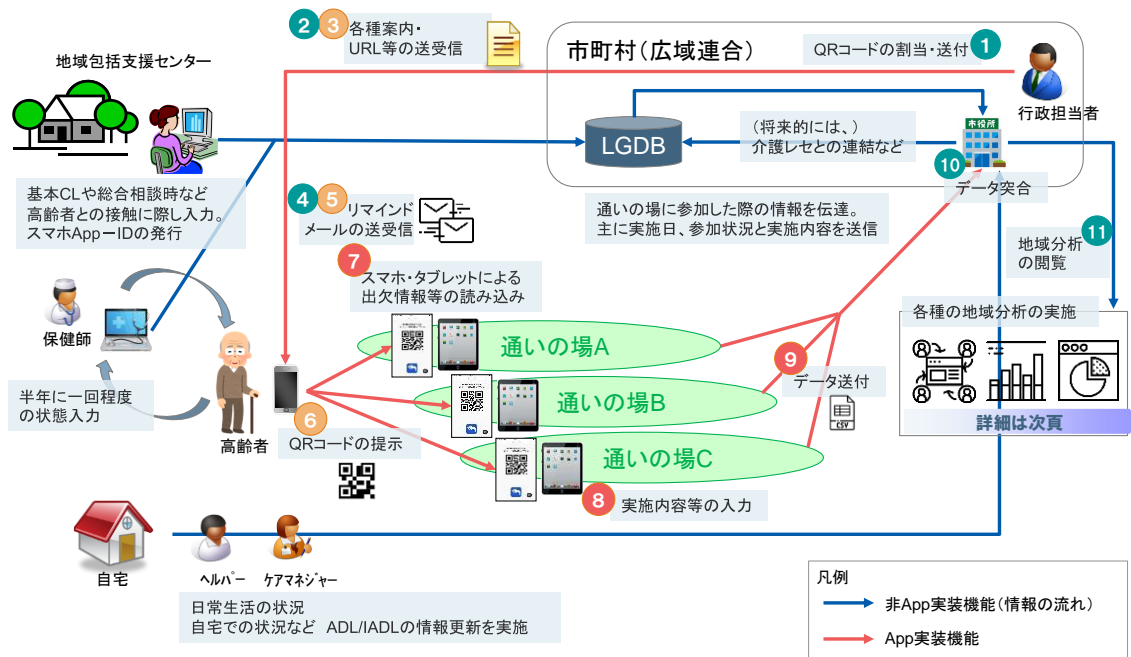 2 3 各種案内・
URL等の送受信
市町村（広域連合）
QRコードの割当・送付 1
行政担当者
地域包括支援センター
LGDB
（将来的には、）
介護レセとの連結など
市役所
10
データ突合
基本CLや総合相談時など
高齢者との接触に際し入力。
スマホApp－IDの発行
4 5 リマインド
メールの送受信
通いの場に参加した際の情報を伝達。
主に実施日、参加状況と実施内容を送信
11
地域分析
の閲覧
7
スマホ・タブレットによる
出欠情報等の読み込み
保健師
各種の地域分析の実施
通いの場A
9
データ送付
CSV
半年に一回程度
の状態入力
通いの場B
詳細は次頁
高齢者
6
QRコードの提示
通いの場C
8 実施内容等の入力
自宅
ﾍﾙﾊﾟｰ
ｹｱﾏﾈｼﾞｬｰ
日常生活の状況
自宅での状況など ADL/IADLの情報更新を実施
凡例
非App実装機能（情報の流れ）
App実装機能